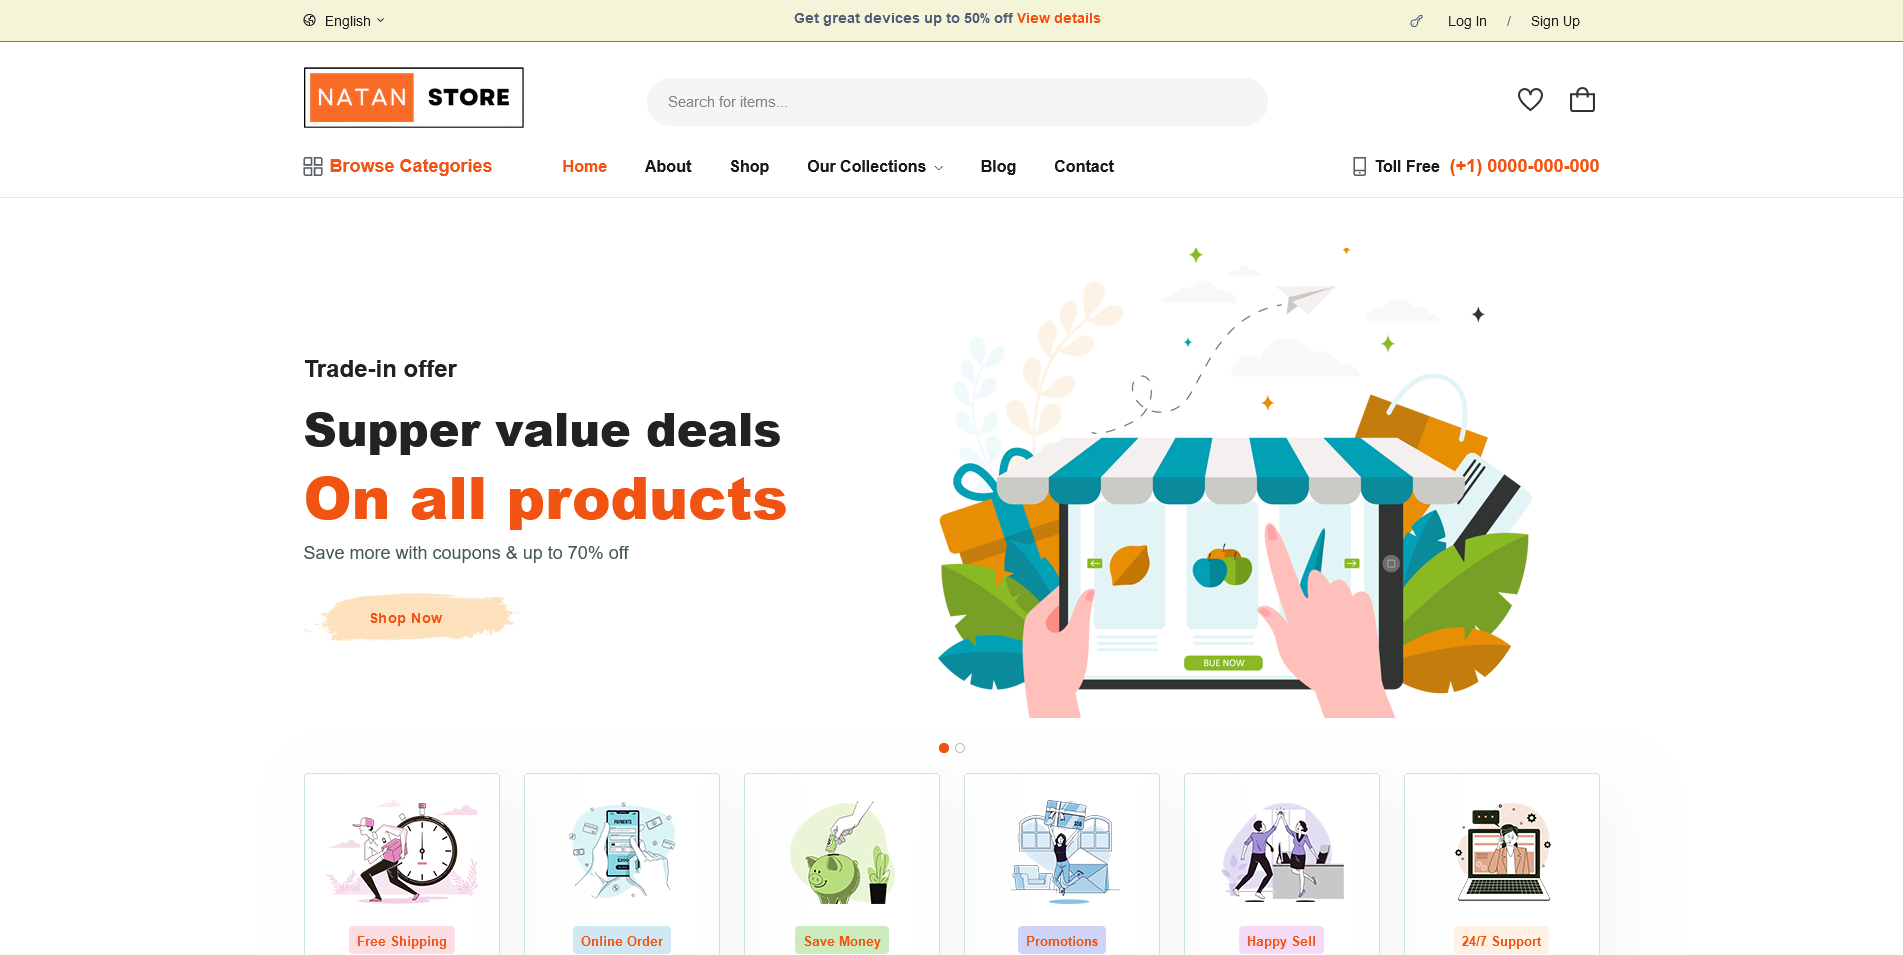 English
Get great devices up to 50% off View details
Log In / Sign Up
NATAN STORE
Search for items...
Browse Categories
Home
About
Shop
Our Collections
Blog
Contact
Toll Free (+1) 0000-000-000
Trade-in offer
Supper value deals
On all products
Save more with coupons & up to 70% off
Shop Now
BUE NOW
PAYMENTS
$200
$50
Free Shipping
Online Order
Save Money
Promotions
Happy Sell
24/7 Support